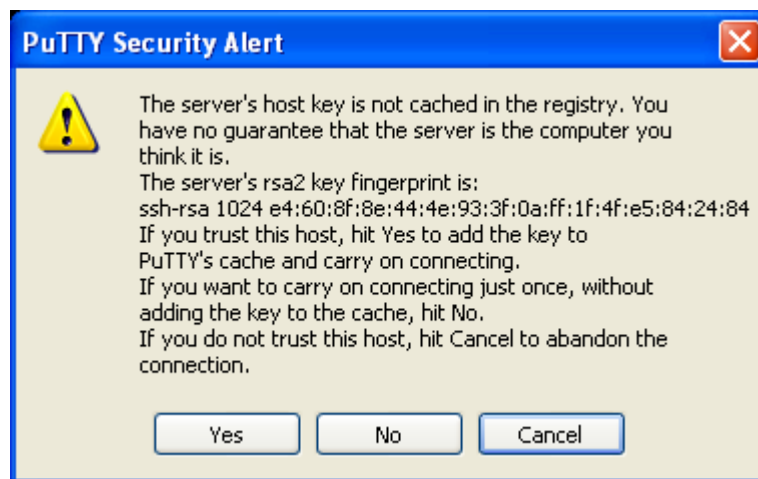 PuTTY Security Alert
The server's host key is not cached in the registry. You
have no guarantee that the server is the computer you
think it is.
The server's rsa2 key fingerprint is:
ssh-rsa 1024 e4:60:8f:8e:44:4e:93:3f:0a:ff:1f:4f:e5:84:24:84
If you trust this host, hit Yes to add the key to
PuTTY's cache and carry on connecting.
If you want to carry on connecting just once, without
adding the key to the cache, hit No.
If you do not trust this host, hit Cancel to abandon the
connection.
Yes No Cancel